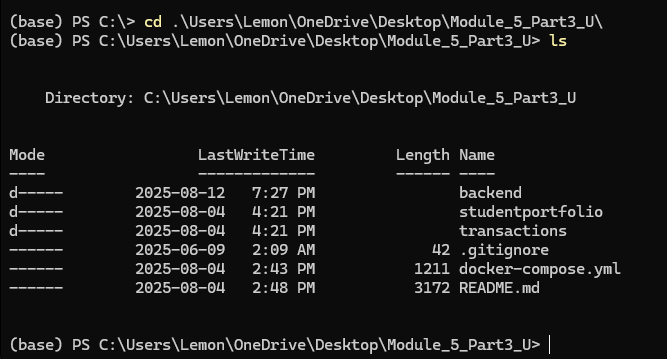 (base) PS C:\> cd .\Users\Lemon\OneDrive\Desktop\Module_5_Part3_U\
(base) PS C:\Users\Lemon\OneDrive\Desktop\Module_5_Part3_U> ls
Directory: C:\Users\Lemon\OneDrive\Desktop\Module_5_Part3_U
Mode LastWriteTime Length Name
---- ------------- ------ ----
d----- 2025-08-12 7:27 PM backend
d----- 2025-08-04 4:21 PM studentportfolio
d----- 2025-08-04 4:21 PM transactions
------ 2025-06-09 2:09 AM 42 .gitignore
------ 2025-08-04 2:43 PM 1211 docker-compose.yml
------ 2025-08-04 2:48 PM 3172 README.md
(base) PS C:\Users\Lemon\OneDrive\Desktop\Module_5_Part3_U>